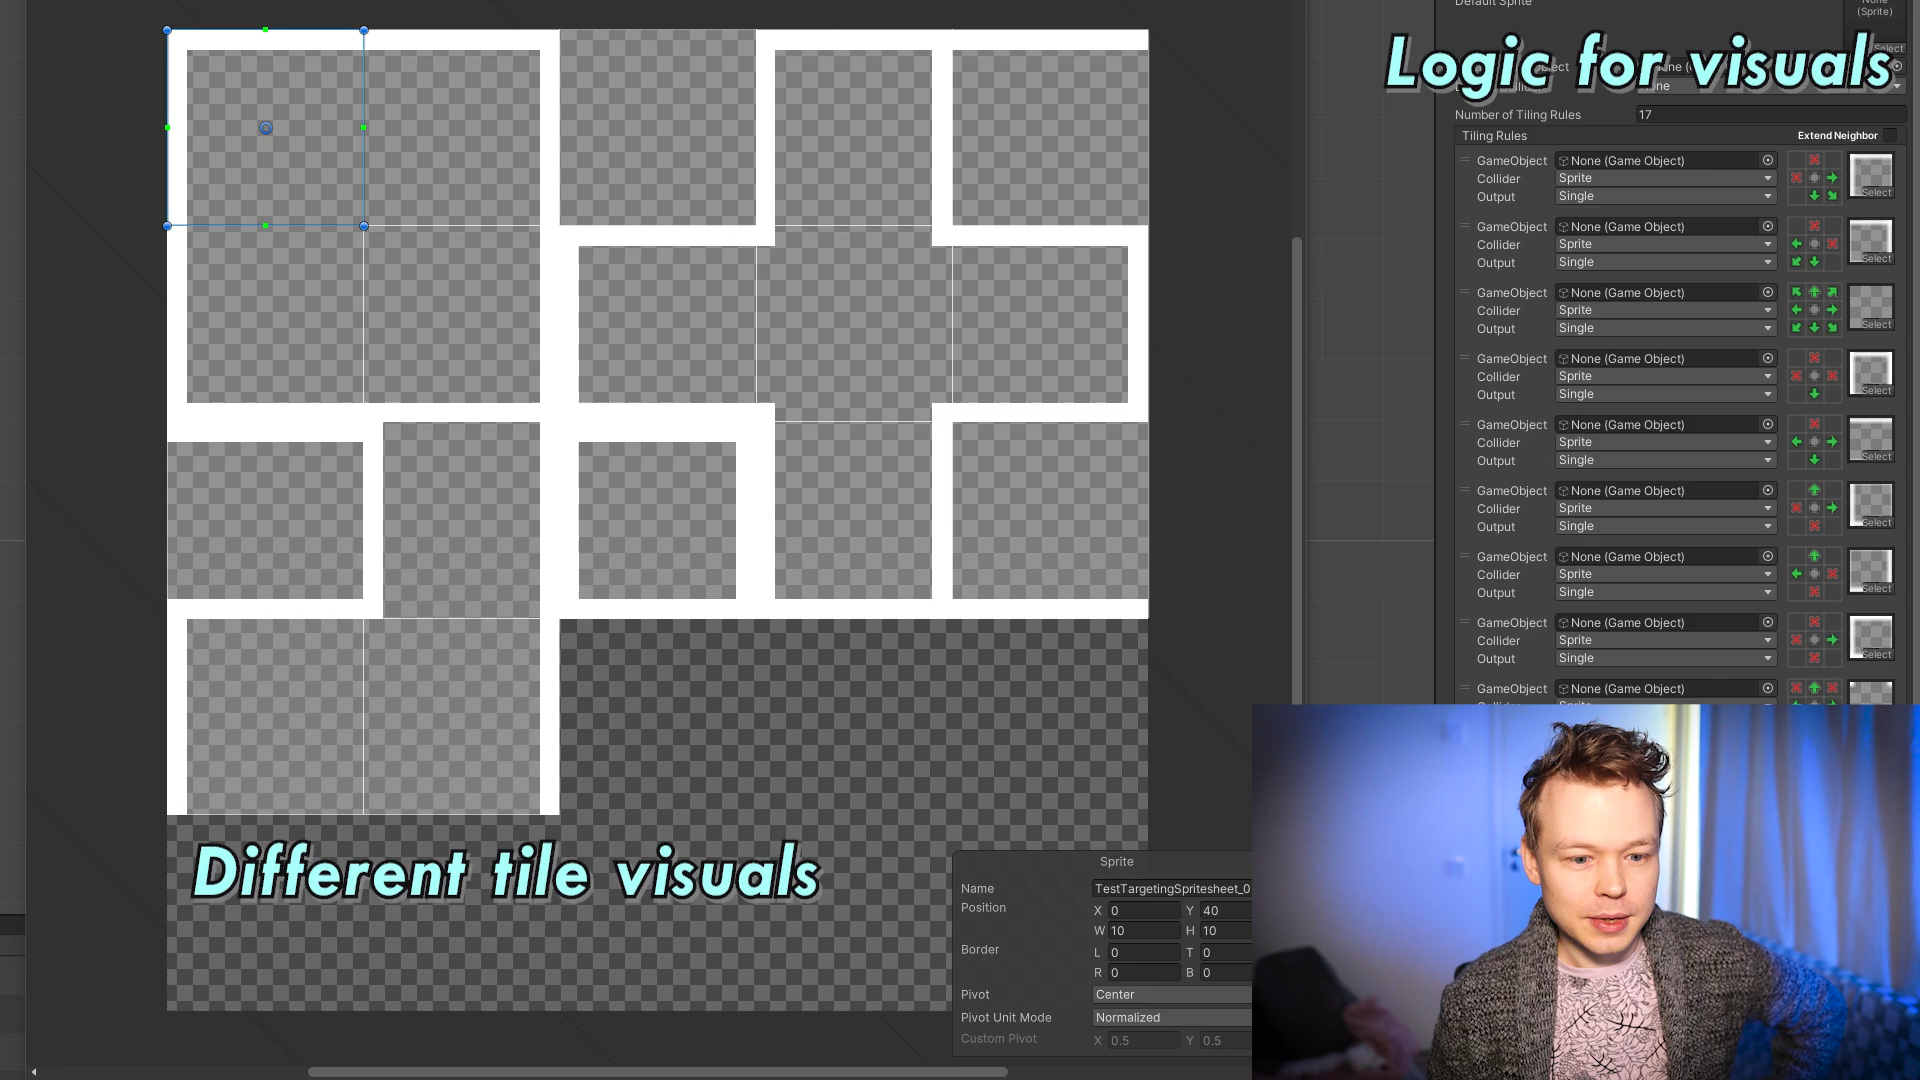 Default Sprite
None
(Sprite)
Select
Logic for visuals
None
Number of Tiling Rules 17
Tiling Rules Extend Neighbor
GameObject None (Game Object)
Collider Sprite
Output Single
Select
GameObject None (Game Object)
Collider Sprite
Output Single
Select
GameObject None (Game Object)
Collider Sprite
Output Single
Select
GameObject None (Game Object)
Collider Sprite
Output Single
Select
GameObject None (Game Object)
Collider Sprite
Output Single
Select
GameObject None (Game Object)
Collider Sprite
Output Single
Select
GameObject None (Game Object)
Collider Sprite
Output Single
Select
GameObject None (Game Object)
Collider Sprite
Output Single
Select
GameObject None (Game Object)
Different tile visuals
Sprite
Name TestTargetingSpritesheet_0
Position X 0 Y 40
W 10 H 10
Border L 0 T 0
R 0 B 0
Pivot Center
Pivot Unit Mode Normalized
Custom Pivot X 0.5 Y 0.5